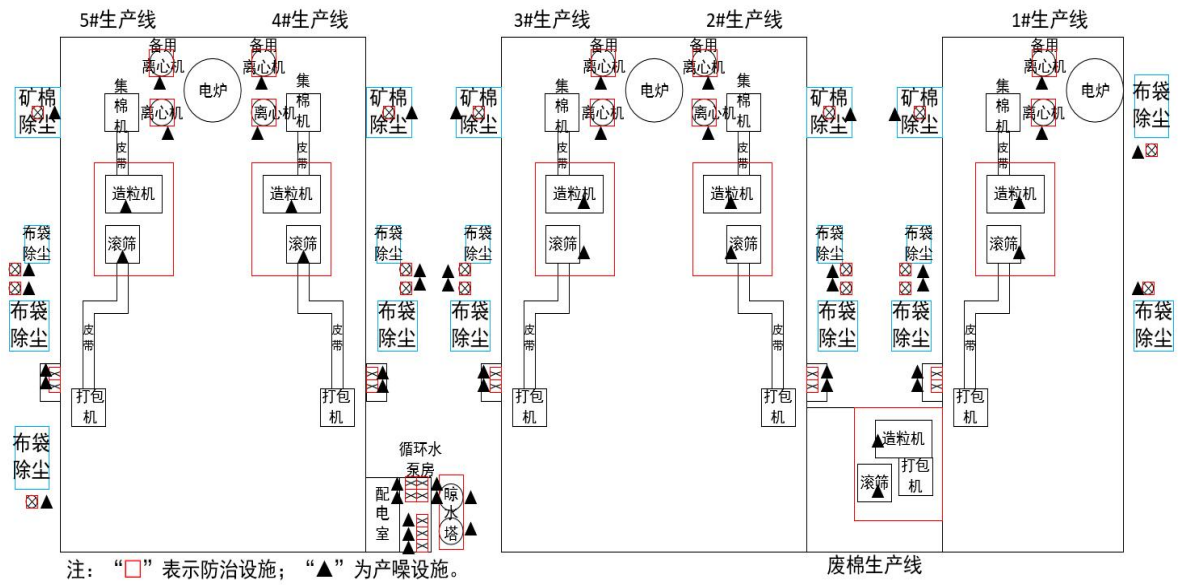 5#生产线
4#生产线
3#生产线
2#生产线
1#生产线
备用
离心机
备用
离心机
备用
离心机
备用
离心机
备用
离心机
电炉
电炉
电炉
集棉机
集棉机
集棉机
集棉机
集棉机
离心机
离心机
离心机
离心机
离心机
矿棉
除尘
矿棉
除尘
矿棉
除尘
矿棉
除尘
矿棉
除尘
布袋
除尘
皮带
皮带
皮带
皮带
皮带
造粒机
造粒机
造粒机
造粒机
造粒机
滚筛
滚筛
滚筛
滚筛
滚筛
布袋
除尘
布袋
除尘
布袋
除尘
布袋
除尘
布袋
除尘
布袋
除尘
布袋
除尘
布袋
除尘
布袋
除尘
布袋
除尘
布袋
除尘
皮带
皮带
皮带
皮带
皮带
打包
机
打包
机
打包
机
打包
机
打包
机
布袋
除尘
循环水
泵房
配电室
晾水塔
造粒机
滚筛
打包
机
废棉生产线
注：“□”表示防治设施；“▲”为产噪设施。